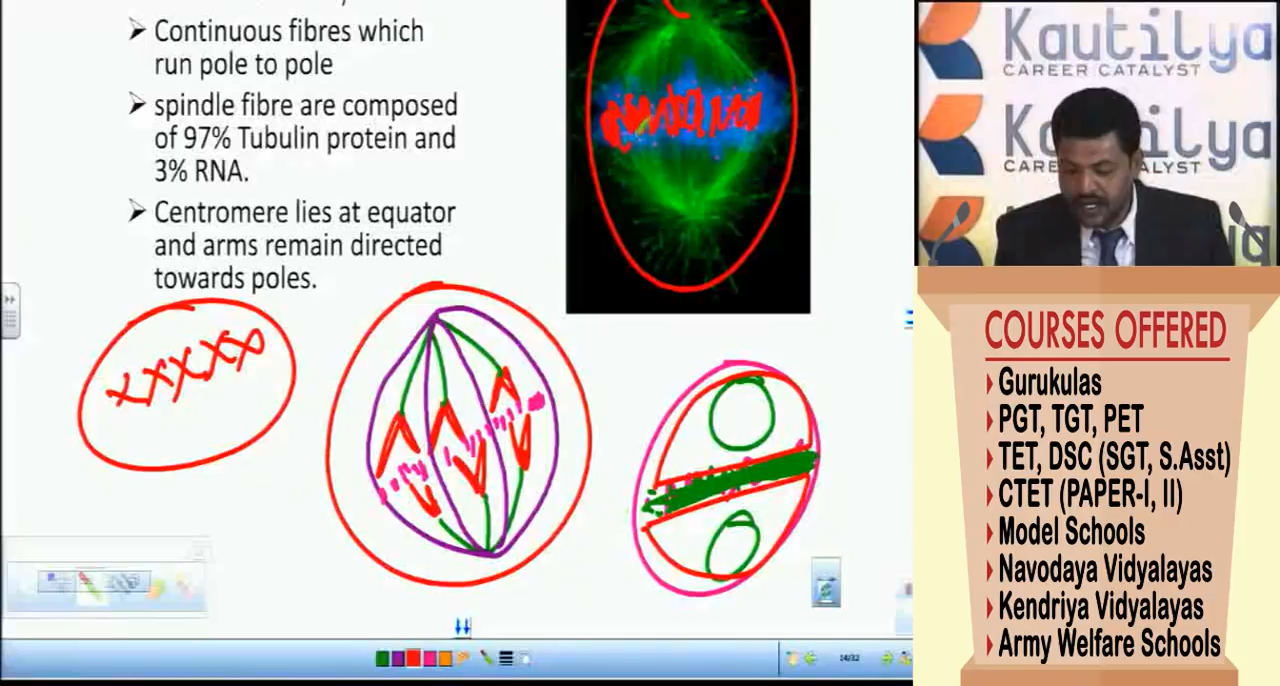 Continuous fibres which
run pole to pole
spindle fibre are composed
of 97% Tubulin protein and
3% RNA.
Centromere lies at equator
and arms remain directed
towards poles.
14/32
Kautilya
CAREER CATALYST
Kautilya
CAREER CATALYST
COURSES OFFERED
Gurukulas
PGT, TGT, PET
TET, DSC (SGT, S.Asst)
CTET (PAPER-I, II)
Model Schools
Navodaya Vidyalayas
Kendriya Vidyalayas
Army Welfare Schools